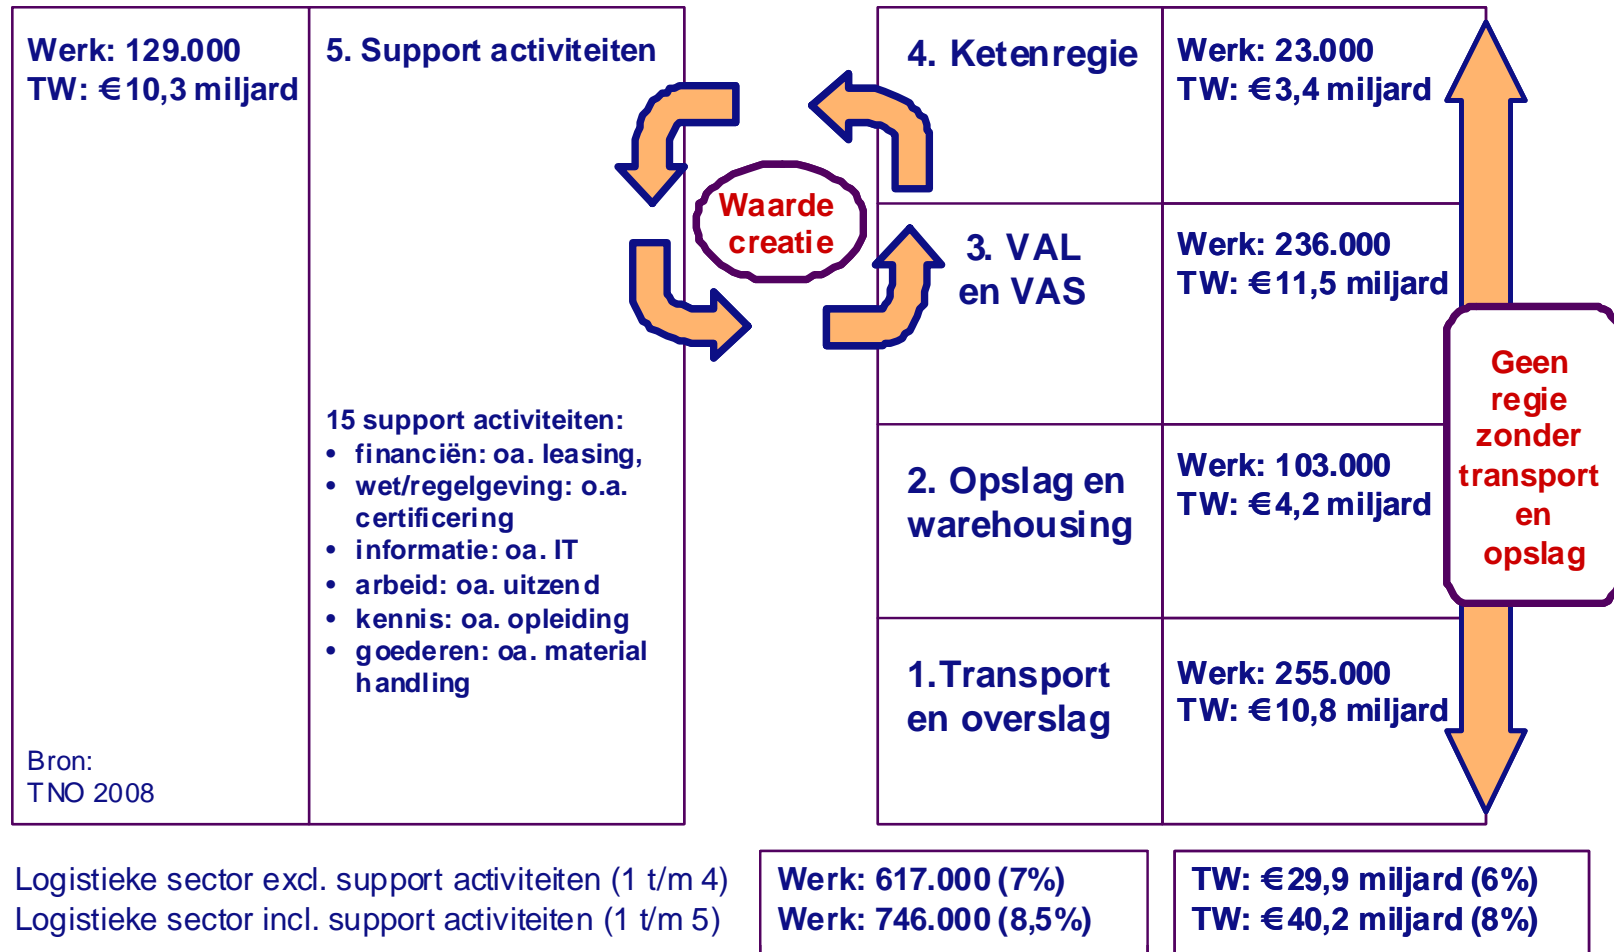 Werk: 129.000
TW: €10,3 miljard
5. Support activiteiten
15 support activiteiten:
• financiën: oa. leasing,
• wet/regelgeving: o.a.
certificering
• informatie: oa. IT
• arbeid: oa. uitzend
• kennis: oa. opleiding
• goederen: oa. material
handling
Bron:
TNO 2008
Waarde
creatie
4. Ketenregie
Werk: 23.000
TW: €3,4 miljard
3. VAL
en VAS
Werk: 236.000
TW: €11,5 miljard
2. Opslag en
warehousing
Werk: 103.000
TW: €4,2 miljard
1.Transport
en overslag
Werk: 255.000
TW: €10,8 miljard
Geen
regie
zonder
transport
en
opslag
Logistieke sector excl. support activiteiten (1 t/m 4)
Logistieke sector incl. support activiteiten (1 t/m 5)
Werk: 617.000 (7%)
Werk: 746.000 (8,5%)
TW: €29,9 miljard (6%)
TW: €40,2 miljard (8%)